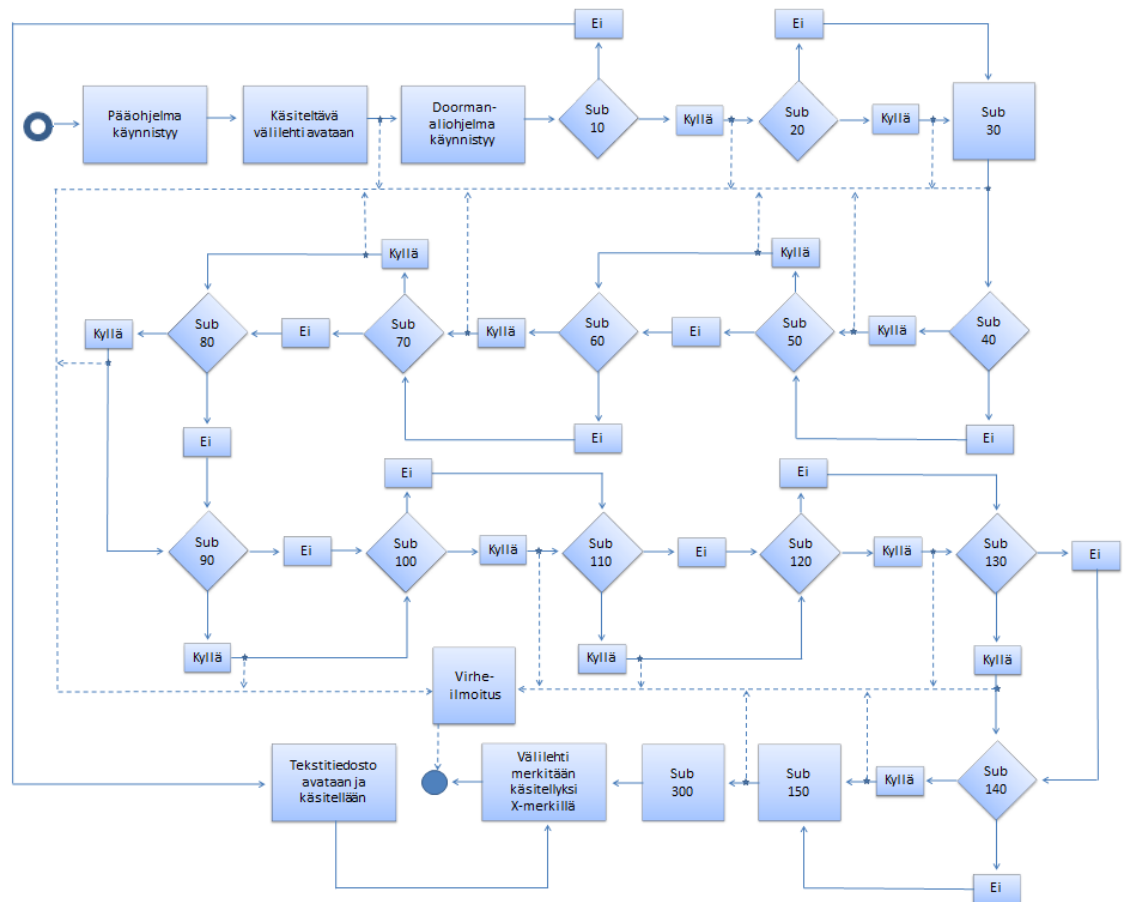 Ei
Ei
Pääohjelma
käynnistyy
Käsiteltävä
välilehti avataan
Doorman-
aliohjelma
käynnistyy
Sub
10
Kyllä
Sub
20
Kyllä
Sub
30
Kyllä
Kyllä
Kyllä
Sub
80
Ei
Sub
70
Kyllä
Sub
60
Ei
Sub
50
Kyllä
Sub
40
Ei
Ei
Ei
Ei
Ei
Sub
90
Ei
Sub
100
Kyllä
Sub
110
Ei
Sub
120
Kyllä
Sub
130
Ei
Kyllä
Kyllä
Kyllä
Virhe-
ilmoitus
Tekstitiedosto
avataan ja
käsitellään
Välilehti
merkitään
käsitellyksi
X-merkillä
Sub
300
Sub
150
Kyllä
Sub
140
Ei